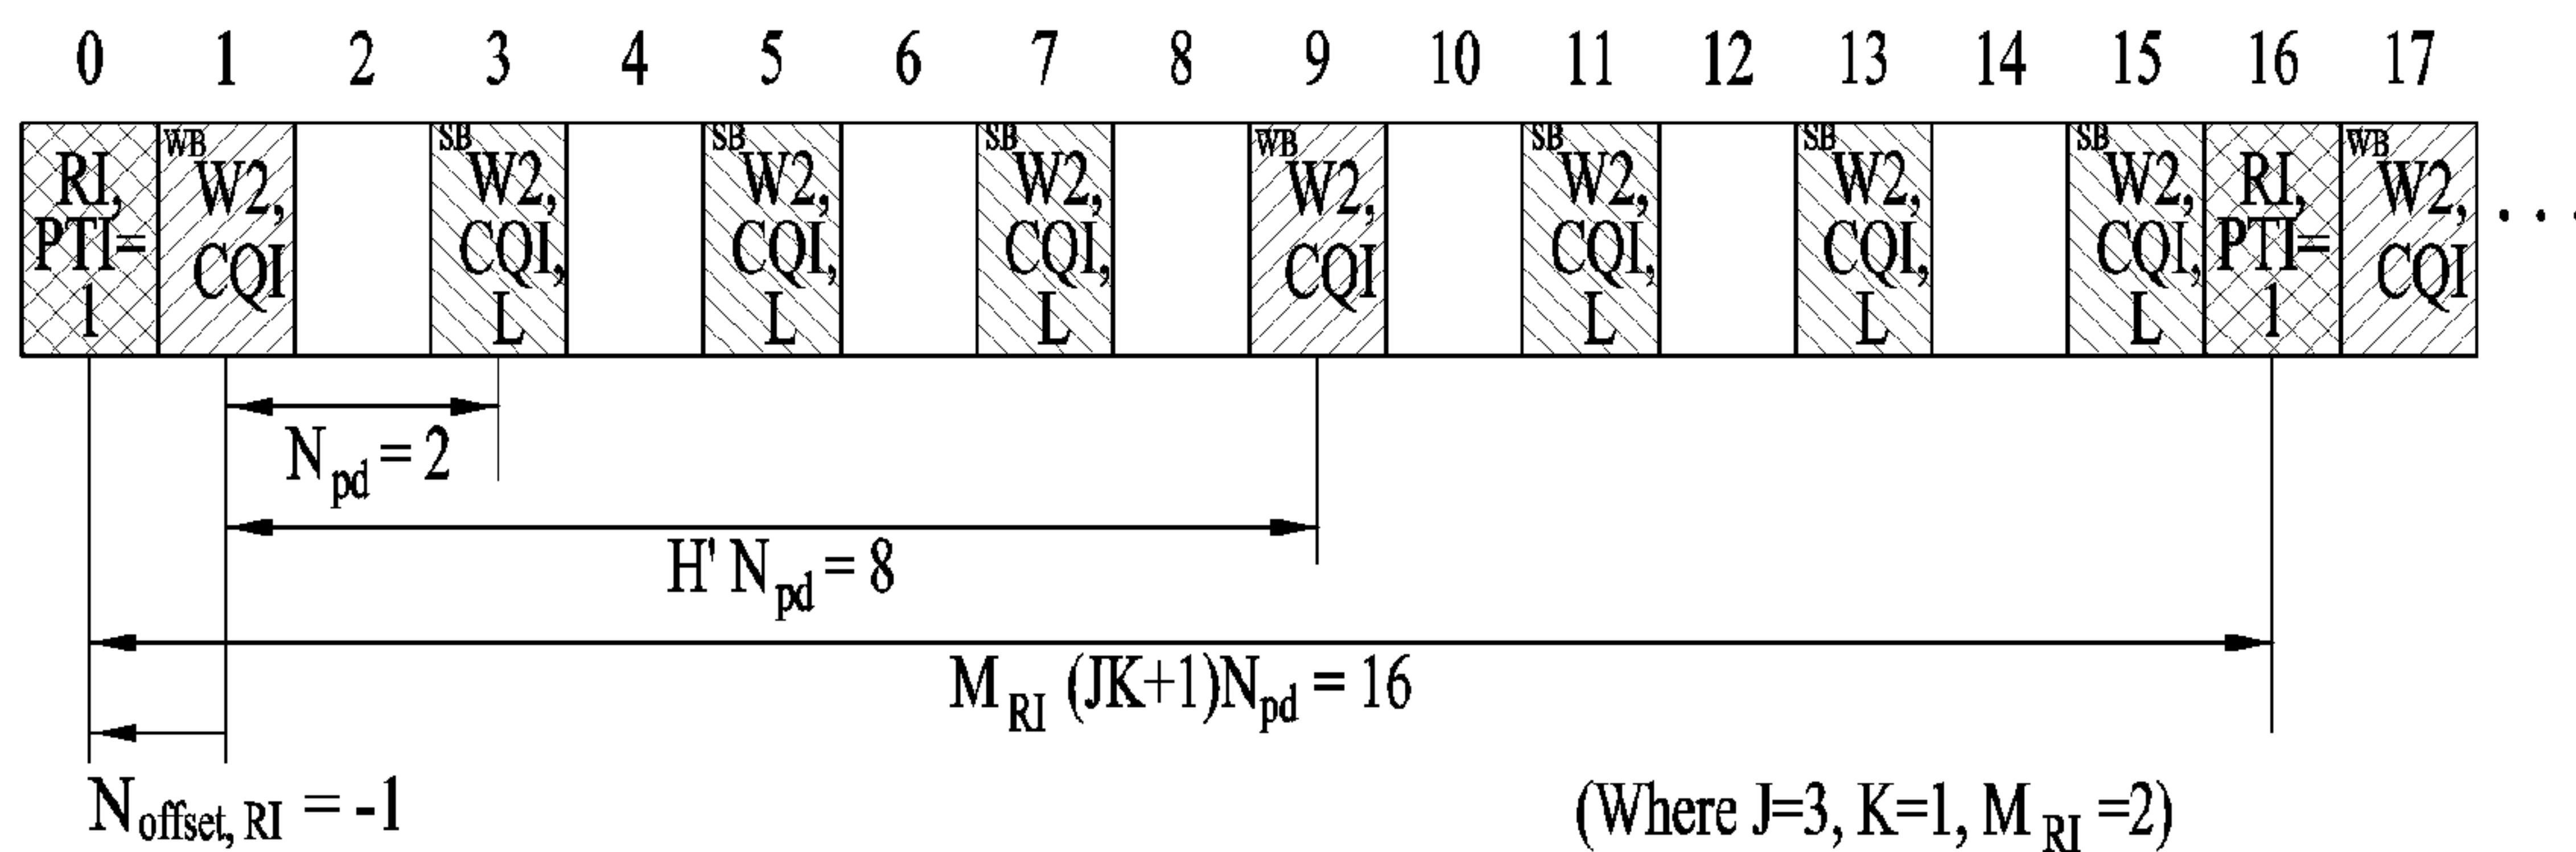 0 1 2 3 4 5 6 7 8 9 10 11 12 13 14 15 16 17
WB SB SB SB WB SB SB SB WB
RI, W2, W2, W2, W2, W2, W2, W2, W2, RI, W2, ...
PTI= CQI CQI, CQI, CQI, CQI CQI, CQI, CQI, PTI= CQI
1 L L L L L L 1
Npd = 2
H' Npd = 8
MRI (JK+1)Npd = 16
Noffset, RI = -1
(Where J=3, K=1, MRI =2)